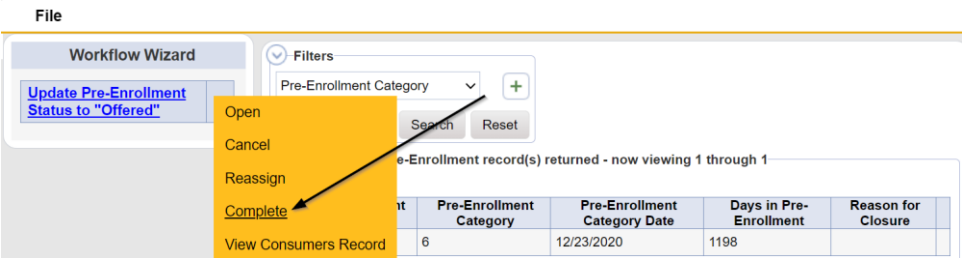 File
Workflow Wizard
Update Pre-Enrollment
Status to "Offered"
Filters
Pre-Enrollment Category
+
Search Reset
Open
Cancel
Reassign
Complete
View Consumers Record
e-Enrollment record(s) returned - now viewing 1 through 1
nt
Pre-Enrollment
Category
Pre-Enrollment
Category Date
Days in Pre-
Enrollment
Reason for
Closure
6 12/23/2020 1198